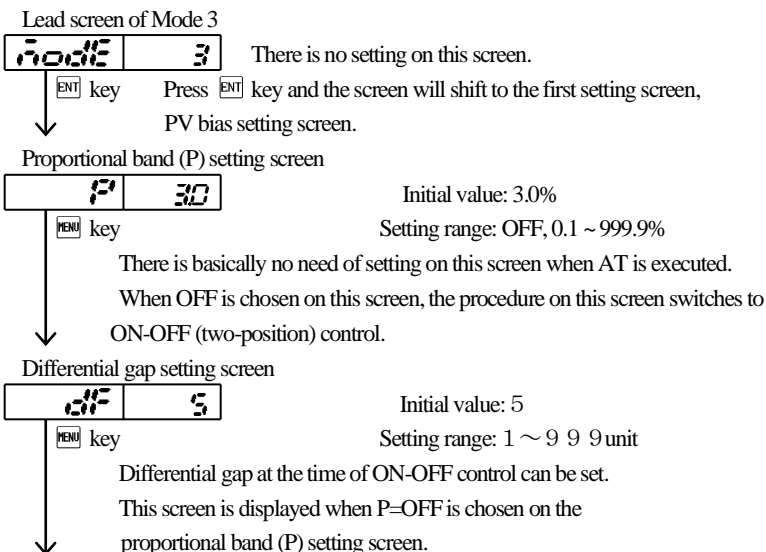 Lead screen of Mode 3
modE 3 There is no setting on this screen.
ENT key Press ENT key and the screen will shift to the first setting screen,
PV bias setting screen.
Proportional band (P) setting screen
P 3.0 Initial value: 3.0%
MENU key Setting range: OFF, 0.1 ~ 999.9%
There is basically no need of setting on this screen when AT is executed.
When OFF is chosen on this screen, the procedure on this screen switches to
ON-OFF (two-position) control.
Differential gap setting screen
dF 5 Initial value: 5
MENU key Setting range: 1～999unit
Differential gap at the time of ON-OFF control can be set.
This screen is displayed when P=OFF is chosen on the
proportional band (P) setting screen.